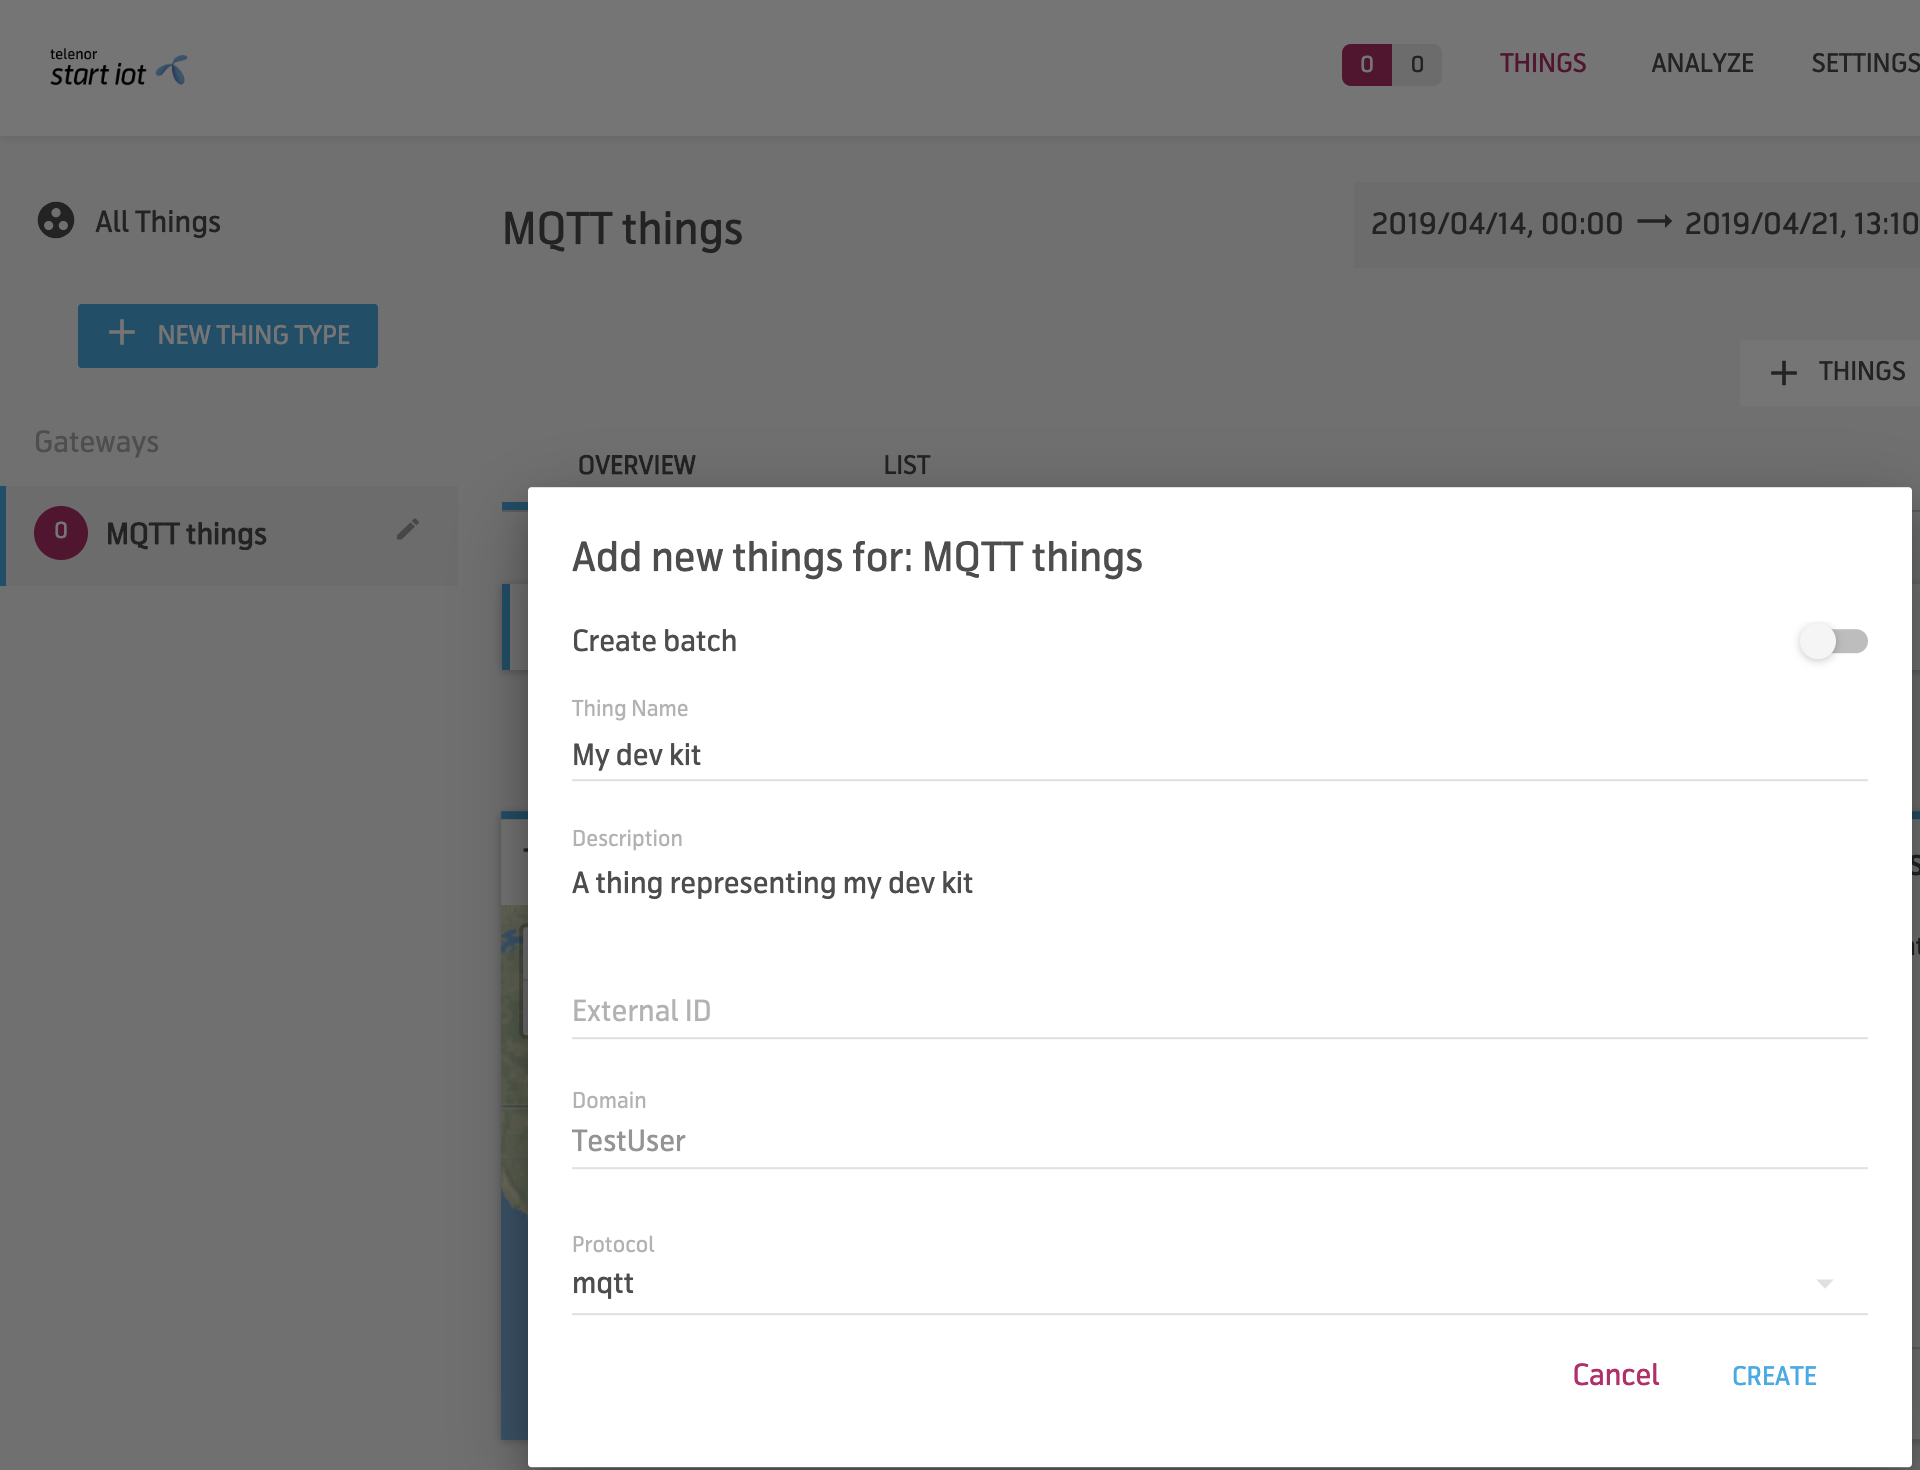 telenor
start iot
0 0 THINGS ANALYZE SETTINGS
All Things
MQTT things
2019/04/14, 00:00 → 2019/04/21, 13:10
+ NEW THING TYPE
+ THINGS
Gateways
OVERVIEW LIST
0 MQTT things
Add new things for: MQTT things
Create batch
Thing Name
My dev kit
Description
A thing representing my dev kit
External ID
Domain
TestUser
Protocol
mqtt
Cancel CREATE